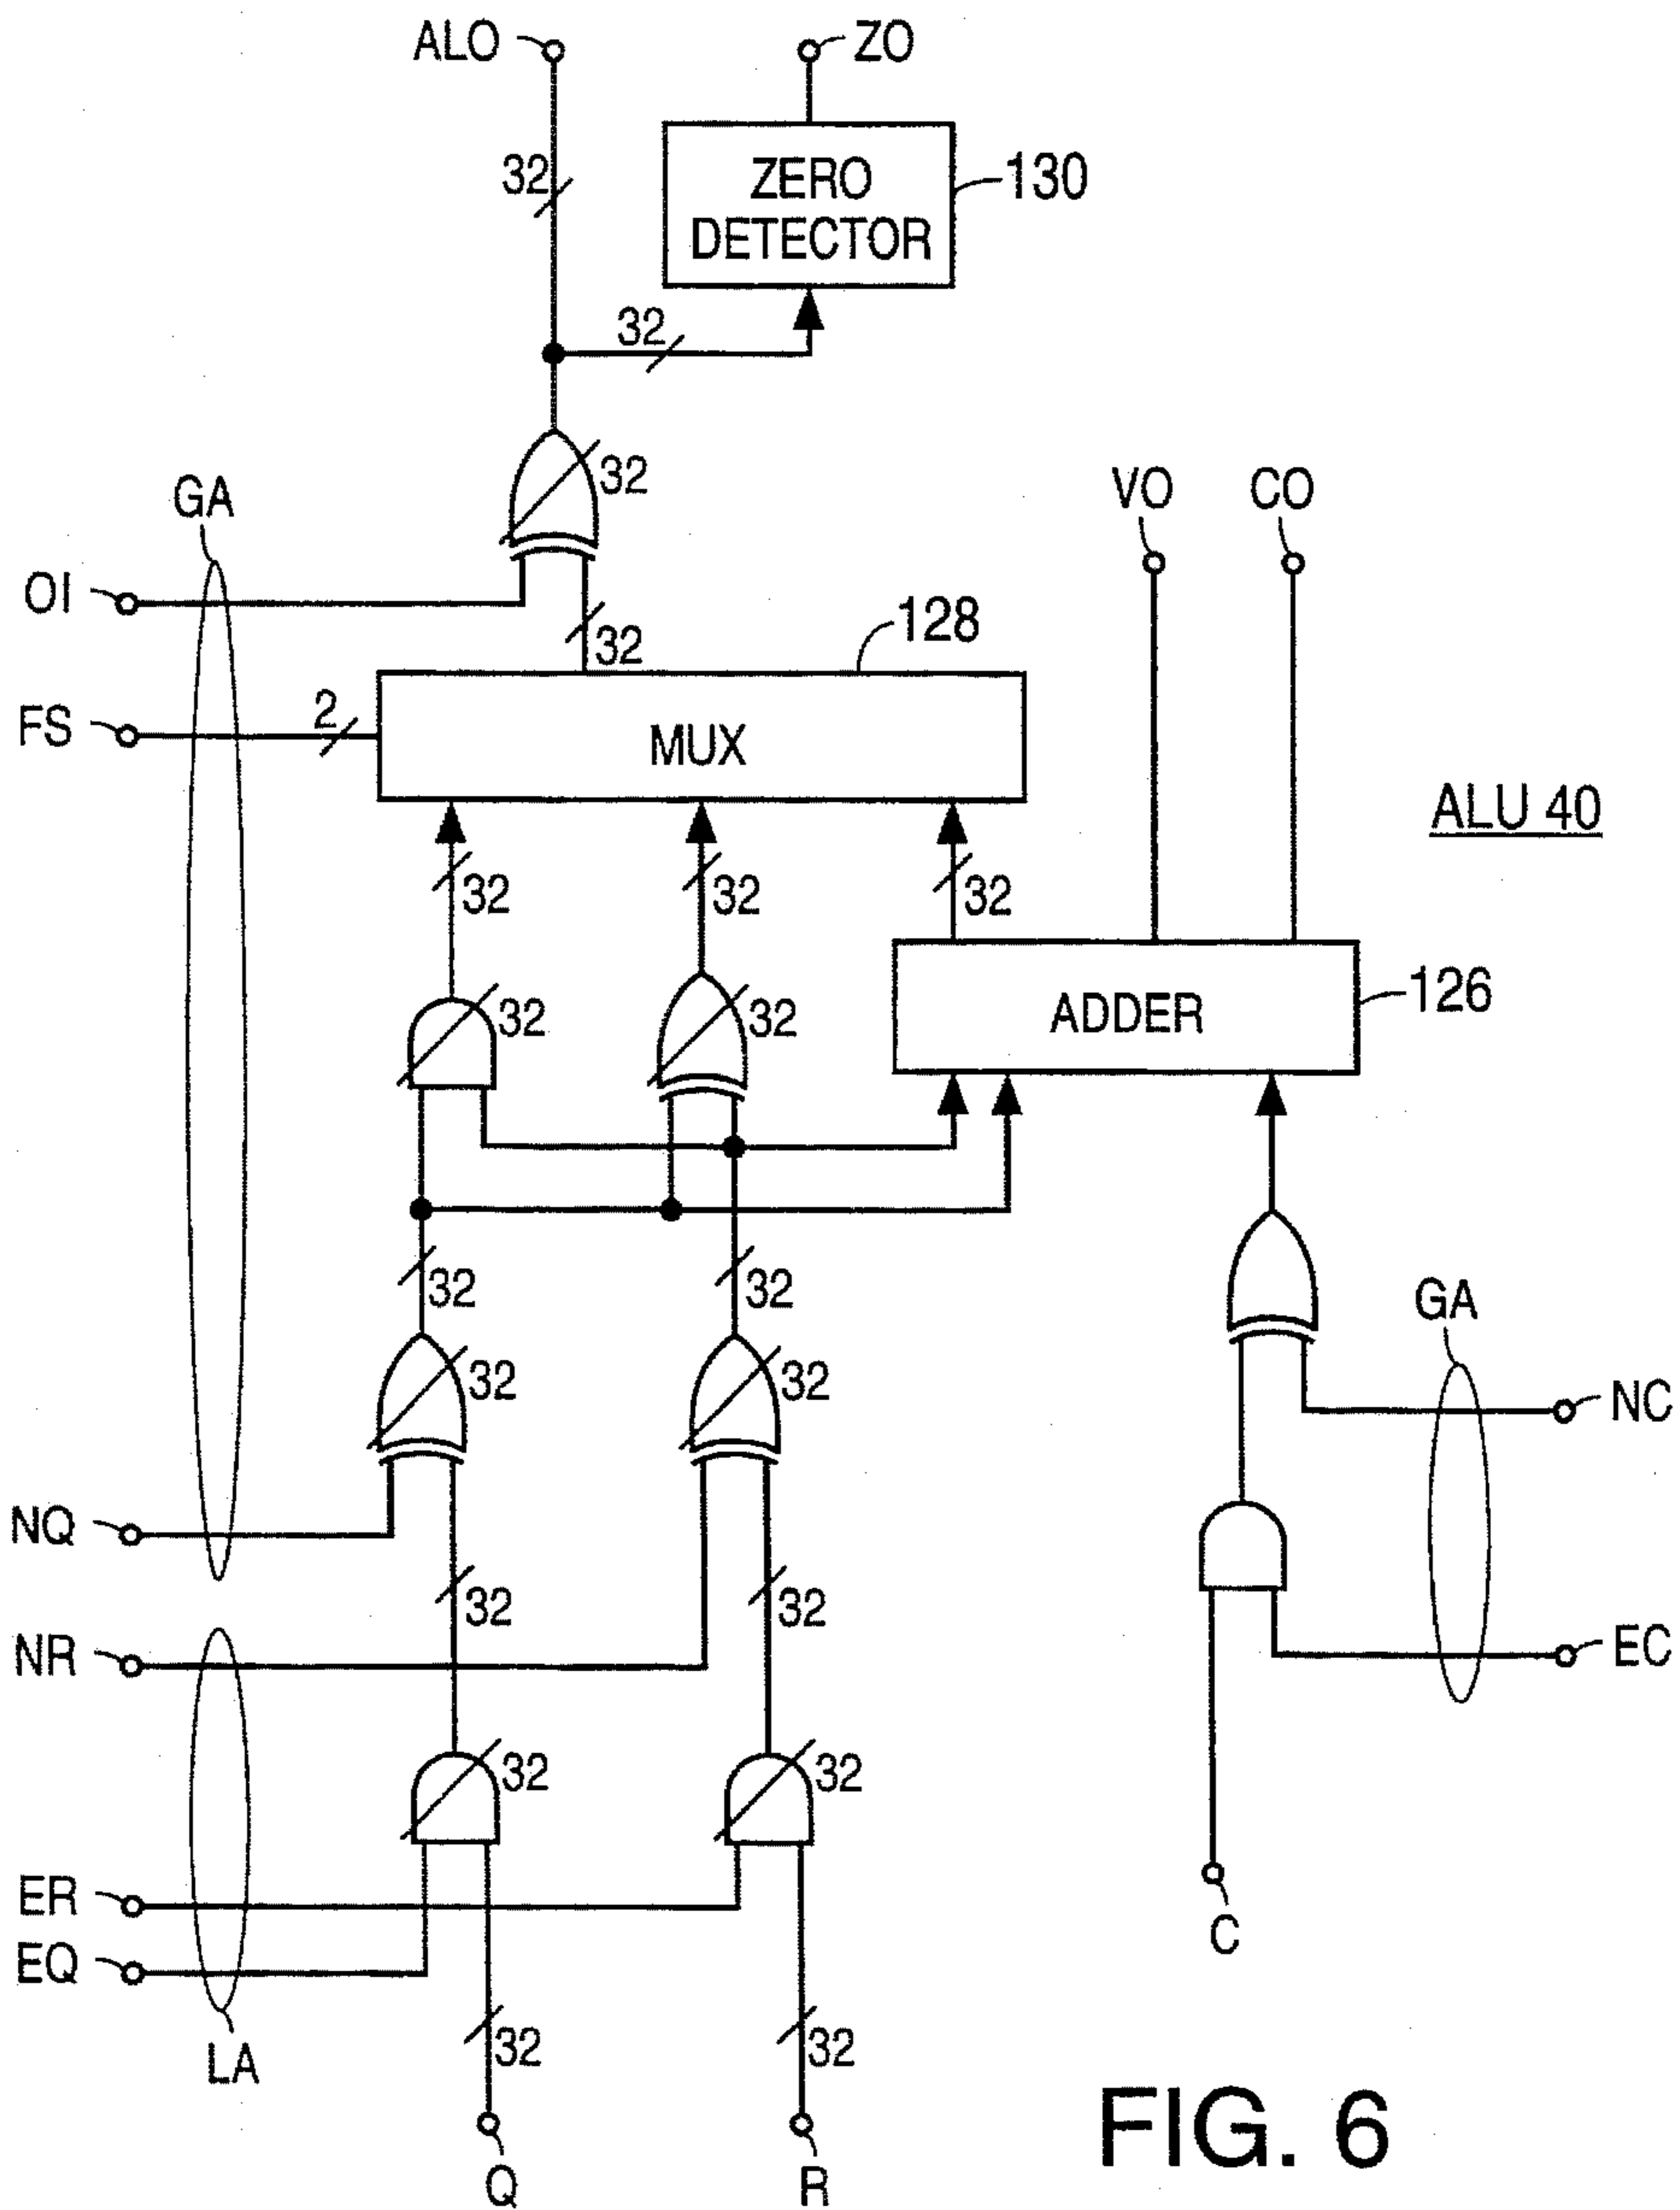 ALO
ZO
32
ZERO
DETECTOR
130
32
32
GA
VO
CO
OI
32
128
FS
2
MUX
ALU 40
32
32
32
32
32
ADDER
126
32
32
GA
32
32
NC
NQ
32
32
NR
EC
32
32
ER
EQ
C
32
32
LA
Q
R
FIG. 6